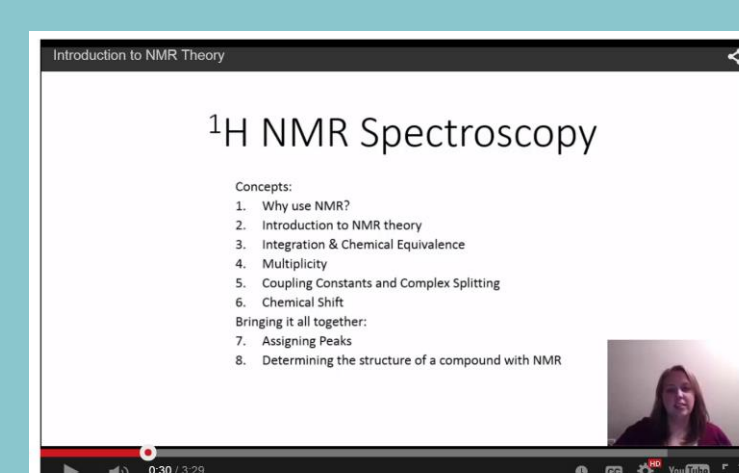 Introduction to NMR Theory
¹H NMR Spectroscopy
Concepts:
1. Why use NMR?
2. Introduction to NMR theory
3. Integration & Chemical Equivalence
4. Multiplicity
5. Coupling Constants and Complex Splitting
6. Chemical Shift
Bringing it all together:
7. Assigning Peaks
8. Determining the structure of a compound with NMR
0:30 / 3:29 CC HD YouTube